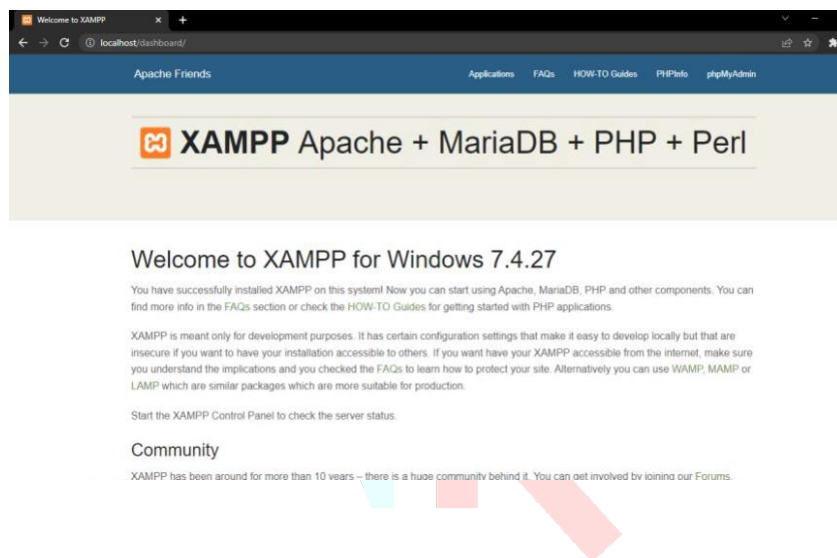 Welcome to XAMPP
localhost/dashboard/
Apache Friends
Applications FAQs HOW-TO Guides PHPInfo phpMyAdmin
XAMPP Apache + MariaDB + PHP + Perl
Welcome to XAMPP for Windows 7.4.27
You have successfully installed XAMPP on this system! Now you can start using Apache, MariaDB, PHP and other components. You can
find more info in the FAQs section or check the HOW-TO Guides for getting started with PHP applications.
XAMPP is meant only for development purposes. It has certain configuration settings that make it easy to develop locally but that are
insecure if you want to have your installation accessible to others. If you want have your XAMPP accessible from the internet, make sure
you understand the implications and you checked the FAQs to learn how to protect your site. Alternatively you can use WAMP, MAMP or
LAMP which are similar packages which are more suitable for production.
Start the XAMPP Control Panel to check the server status.
Community
XAMPP has been around for more than 10 years – there is a huge community behind it. You can get involved by joining our Forums.